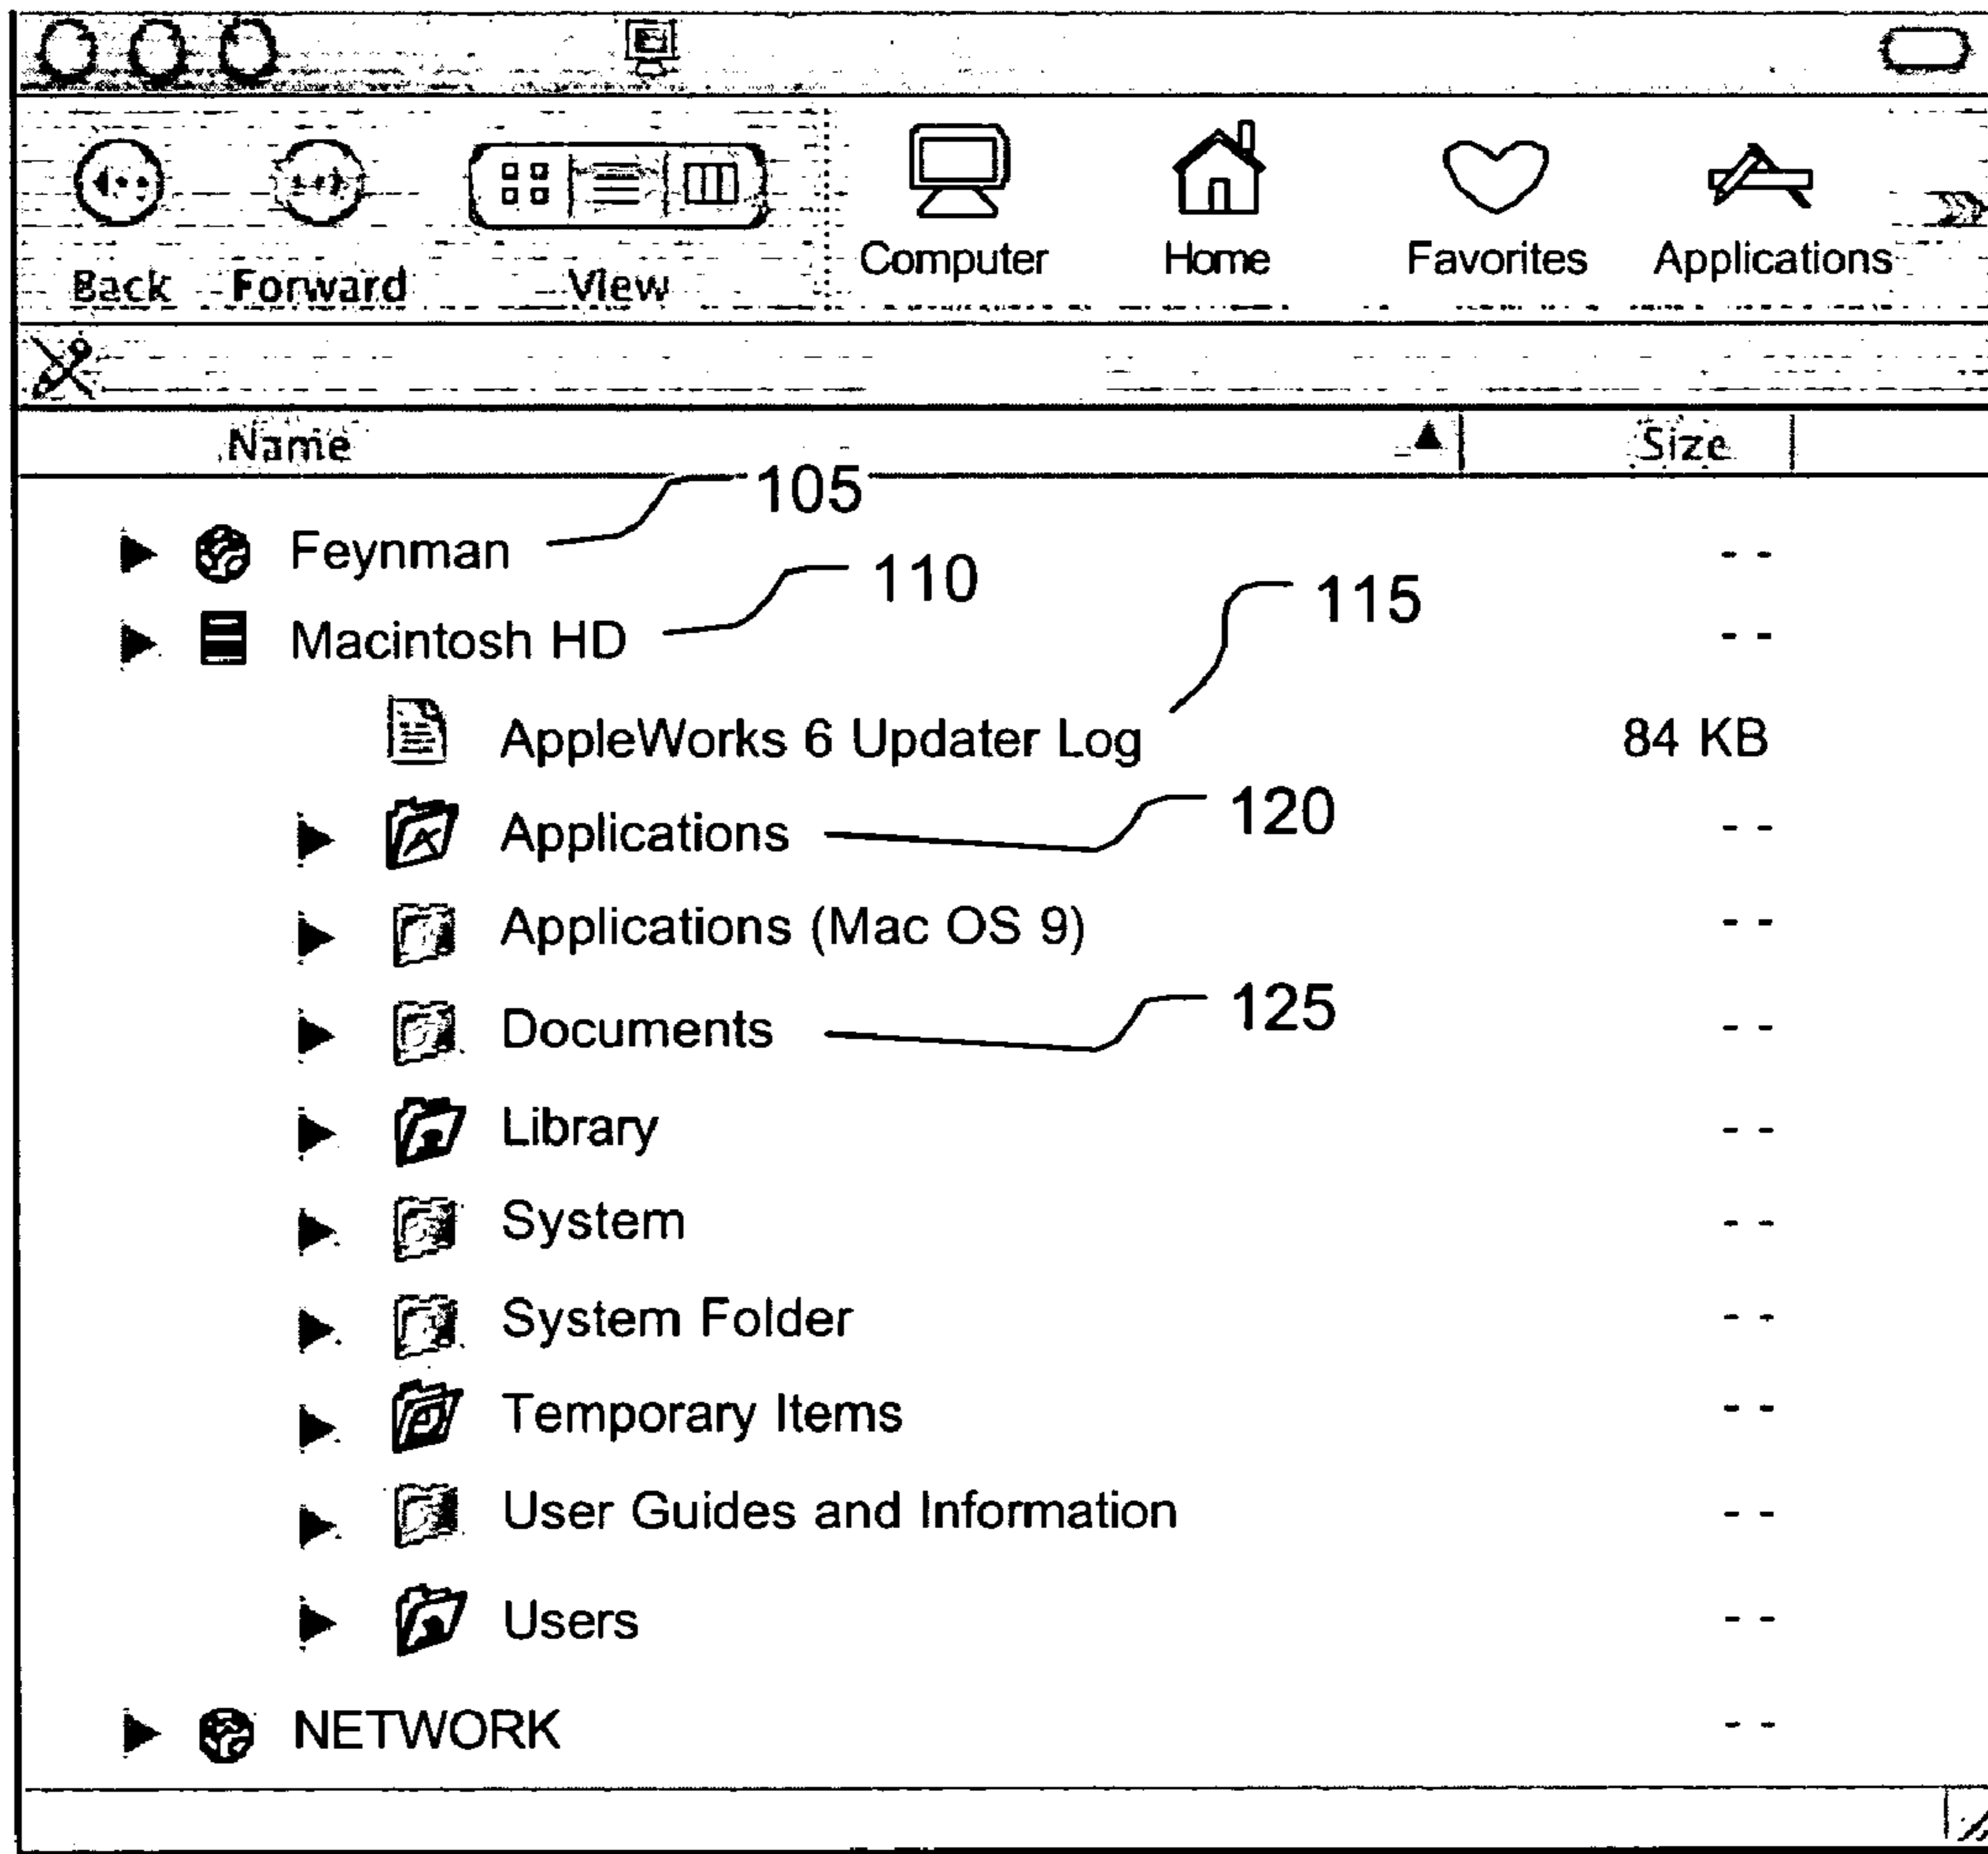 Back Forward View Computer Home Favorites Applications
Name Size
105
Feynman - -
110
Macintosh HD - -
115
AppleWorks 6 Updater Log 84 KB
120
Applications - -
Applications (Mac OS 9) - -
125
Documents - -
Library - -
System - -
System Folder - -
Temporary Items - -
User Guides and Information - -
Users - -
NETWORK - -